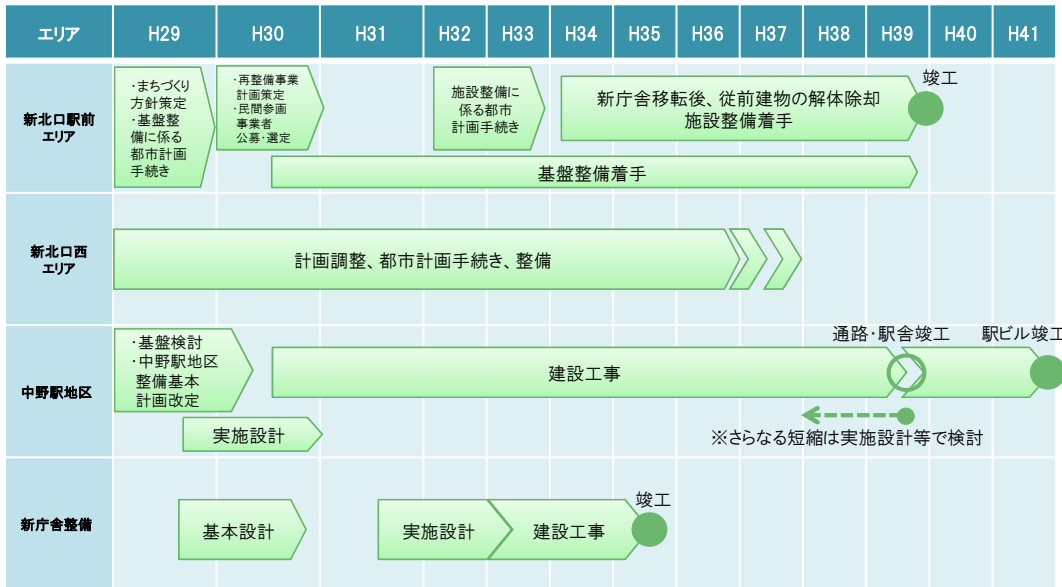 エリア H29 H30 H31 H32 H33 H34 H35 H36 H37 H38 H39 H40 H41
新北口駅前
エリア
・まちづくり
方針策定
・基盤整
備に係る
都市計画
手続き
・再整備事業
計画策定
・民間参画
事業者
公募・選定
施設整備に
係る都市
計画手続き
新庁舎移転後、従前建物の解体除却
施設整備着手
竣工
基盤整備着手
新北口西
エリア
計画調整、都市計画手続き、整備
中野駅地区
・基盤検討
・中野駅地区
整備基本
計画改定
実施設計
建設工事
通路・駅舎竣工
駅ビル竣工
※さらなる短縮は実施設計等で検討
新庁舎整備
基本設計
実施設計
建設工事
竣工